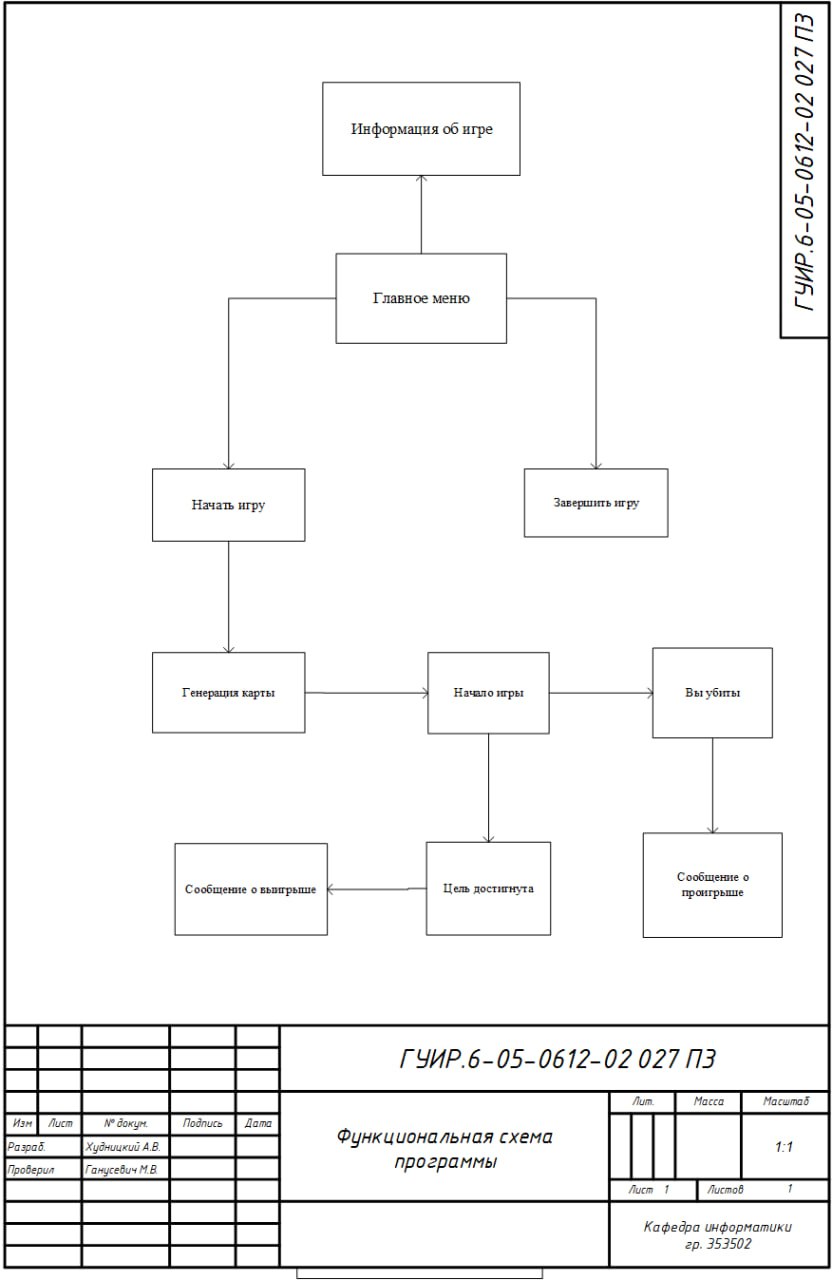 ГУИР.6-05-0612-02 027 ПЗ
Информация об игре
Главное меню
Начать игру
Завершить игру
Генерация карты
Начало игры
Вы убиты
Сообщение о выигрыше
Цель достигнута
Сообщение о
проигрыше
ГУИР.6-05-0612-02 027 ПЗ
Изм Лист № докум. Подпись Дата
Разраб. Худницкий А.В.
Проверил Ганусевич М.В.
Функциональная схема
программы
Лит. Масса Масштаб
1:1
Лист 1 Листов 1
Кафедра информатики
гр. 353502